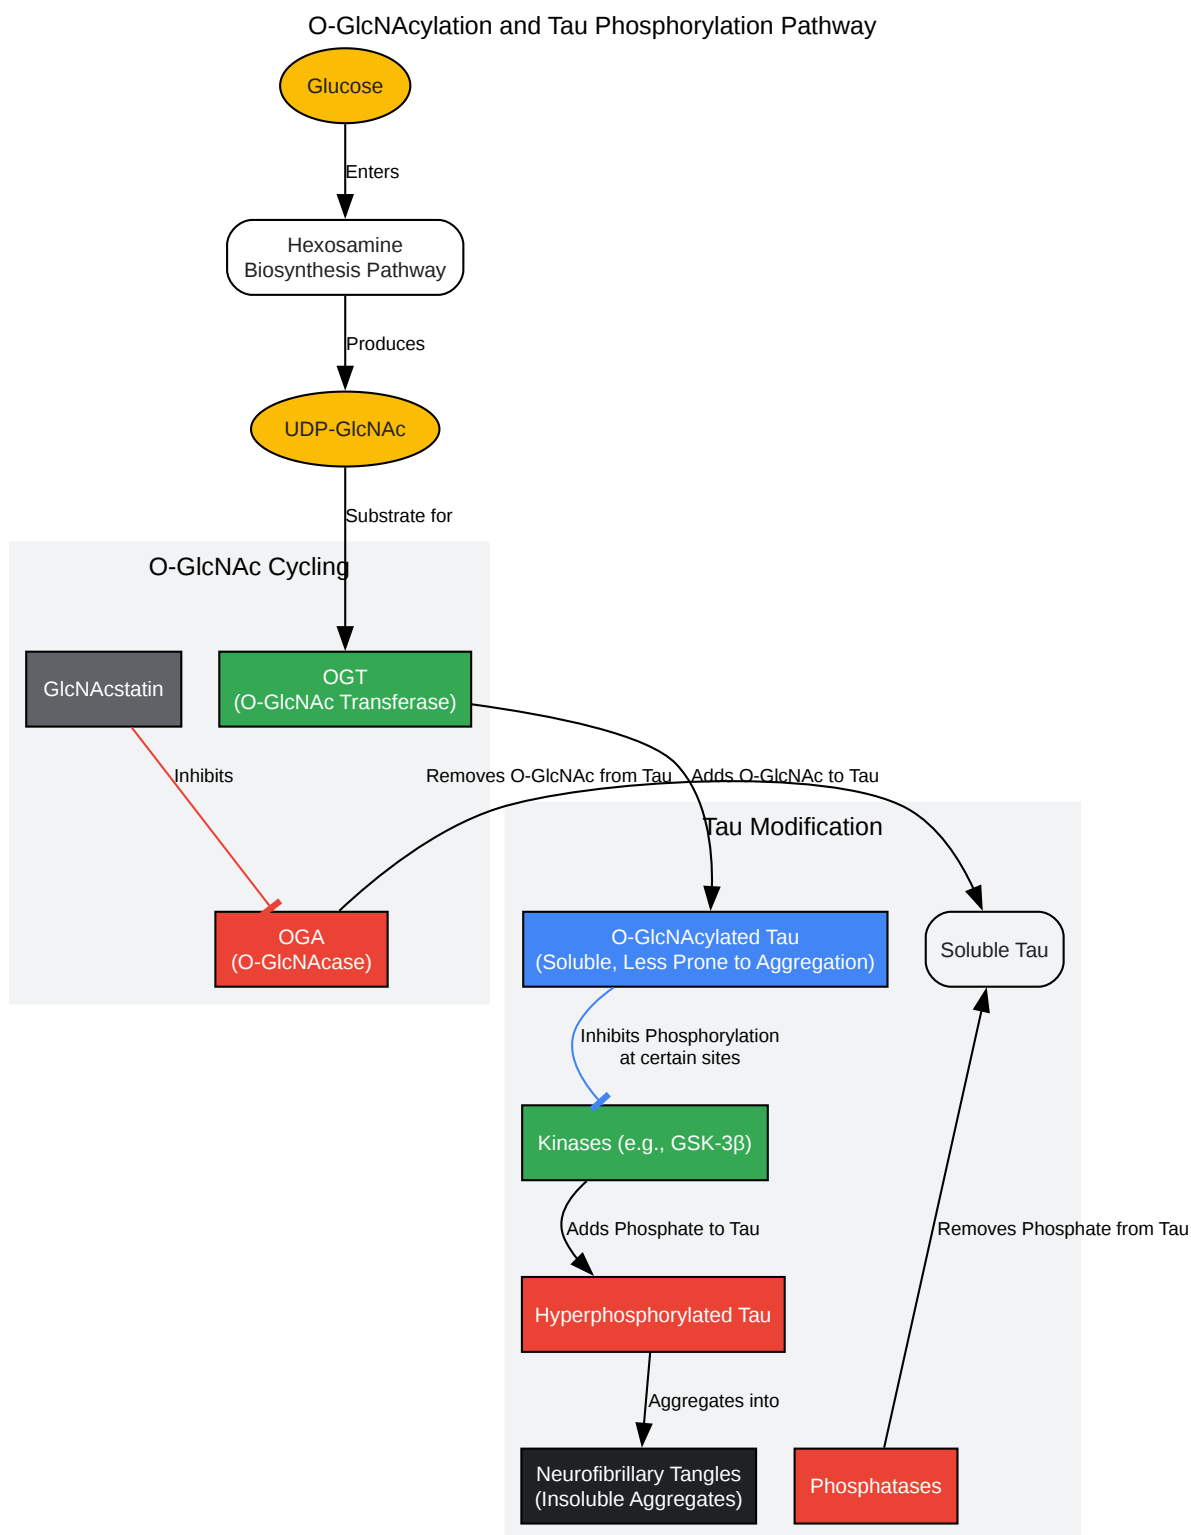 O-GlcNAcylation and Tau Phosphorylation Pathway
Glucose
Enters
Hexosamine
Biosynthesis Pathway
Produces
UDP-GlcNAc
Substrate for
O-GlcNAc Cycling
GlcNAcstatin
OGT
(O-GlcNAc Transferase)
Inhibits
Removes O-GlcNAc from Tau
Adds O-GlcNAc to Tau
Tau Modification
OGA
(O-GlcNAcase)
O-GlcNAcylated Tau
(Soluble, Less Prone to Aggregation)
Soluble Tau
Inhibits Phosphorylation
at certain sites
Kinases (e.g., GSK-3β)
Adds Phosphate to Tau
Removes Phosphate from Tau
Hyperphosphorylated Tau
Aggregates into
Neurofibrillary Tangles
(Insoluble Aggregates)
Phosphatases